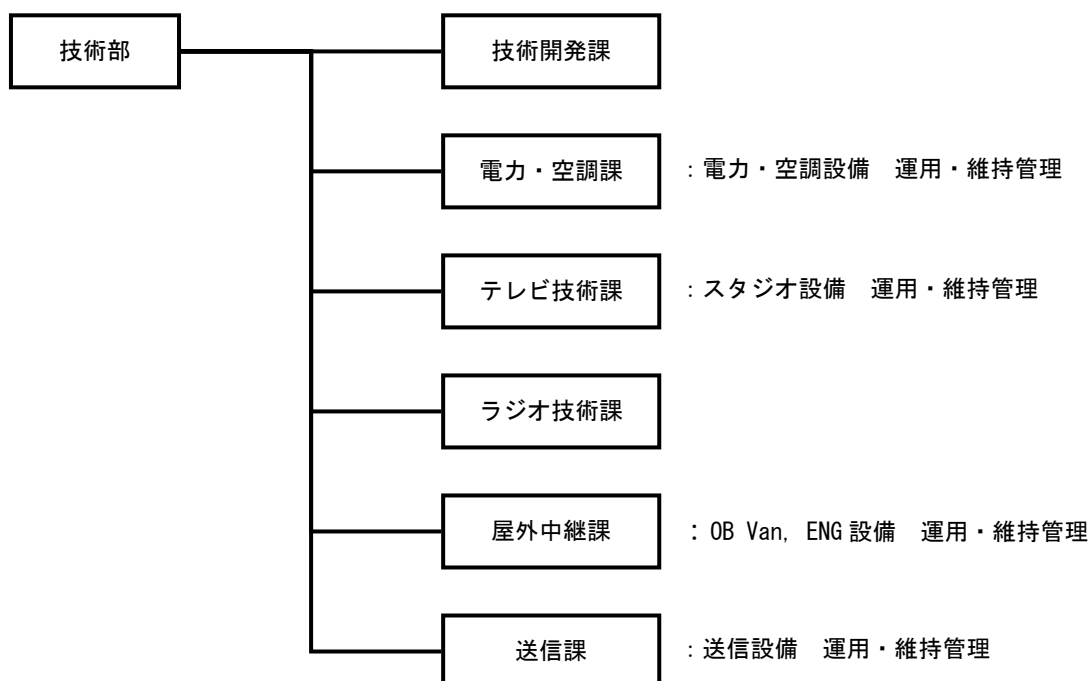 技術部
技術開発課
電力・空調課 :電力・空調設備　運用・維持管理
テレビ技術課 :スタジオ設備　運用・維持管理
ラジオ技術課
屋外中継課 :OB Van, ENG 設備　運用・維持管理
送信課 :送信設備　運用・維持管理